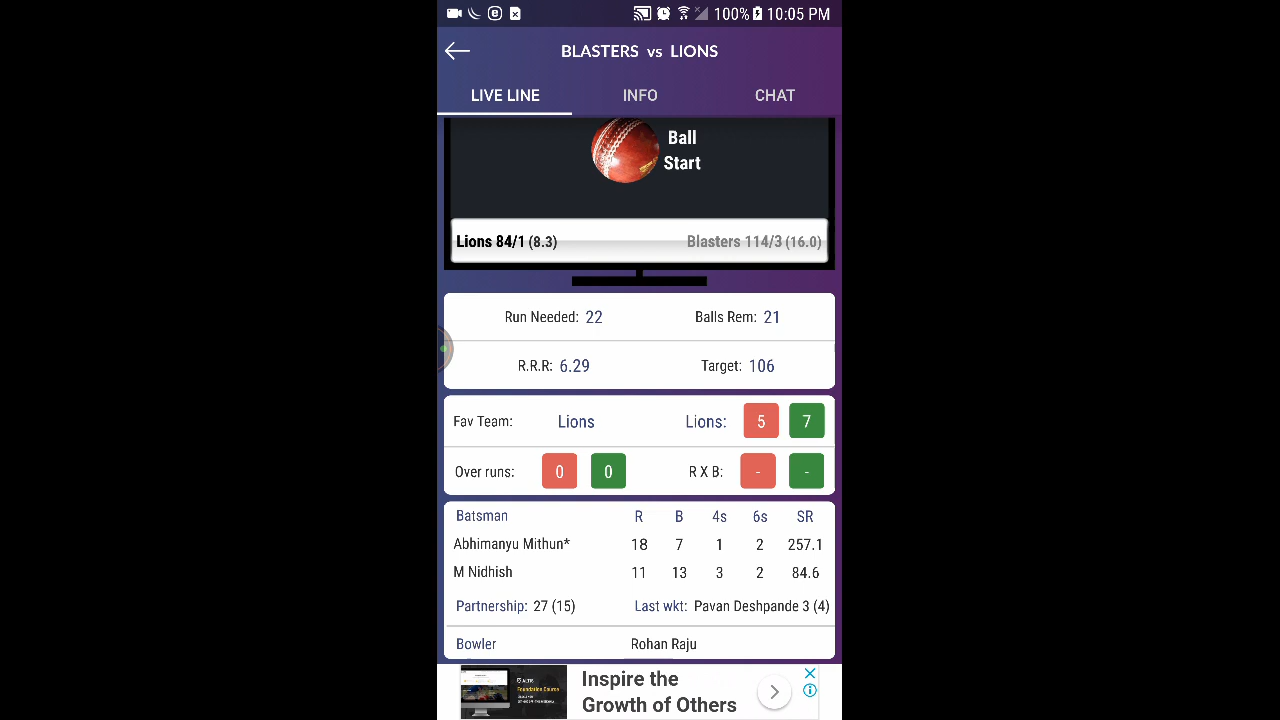 100% 10:05 PM
BLASTERS vs LIONS
LIVE LINE INFO CHAT
Ball
Start
Lions 84/1 (8.3) Blasters 114/3 (16.0)
Run Needed: 22 Balls Rem: 21
R.R.R: 6.29 Target: 106
Fav Team: Lions Lions: 5 7
Over runs: 0 0 R X B: - -
Batsman R B 4s 6s SR
Abhimanyu Mithun* 18 7 1 2 257.1
M Nidhish 11 13 3 2 84.6
Partnership: 27 (15) Last wkt: Pavan Deshpande 3 (4)
Bowler Rohan Raju
Inspire the
Growth of Others
ALTIS
Foundation Course